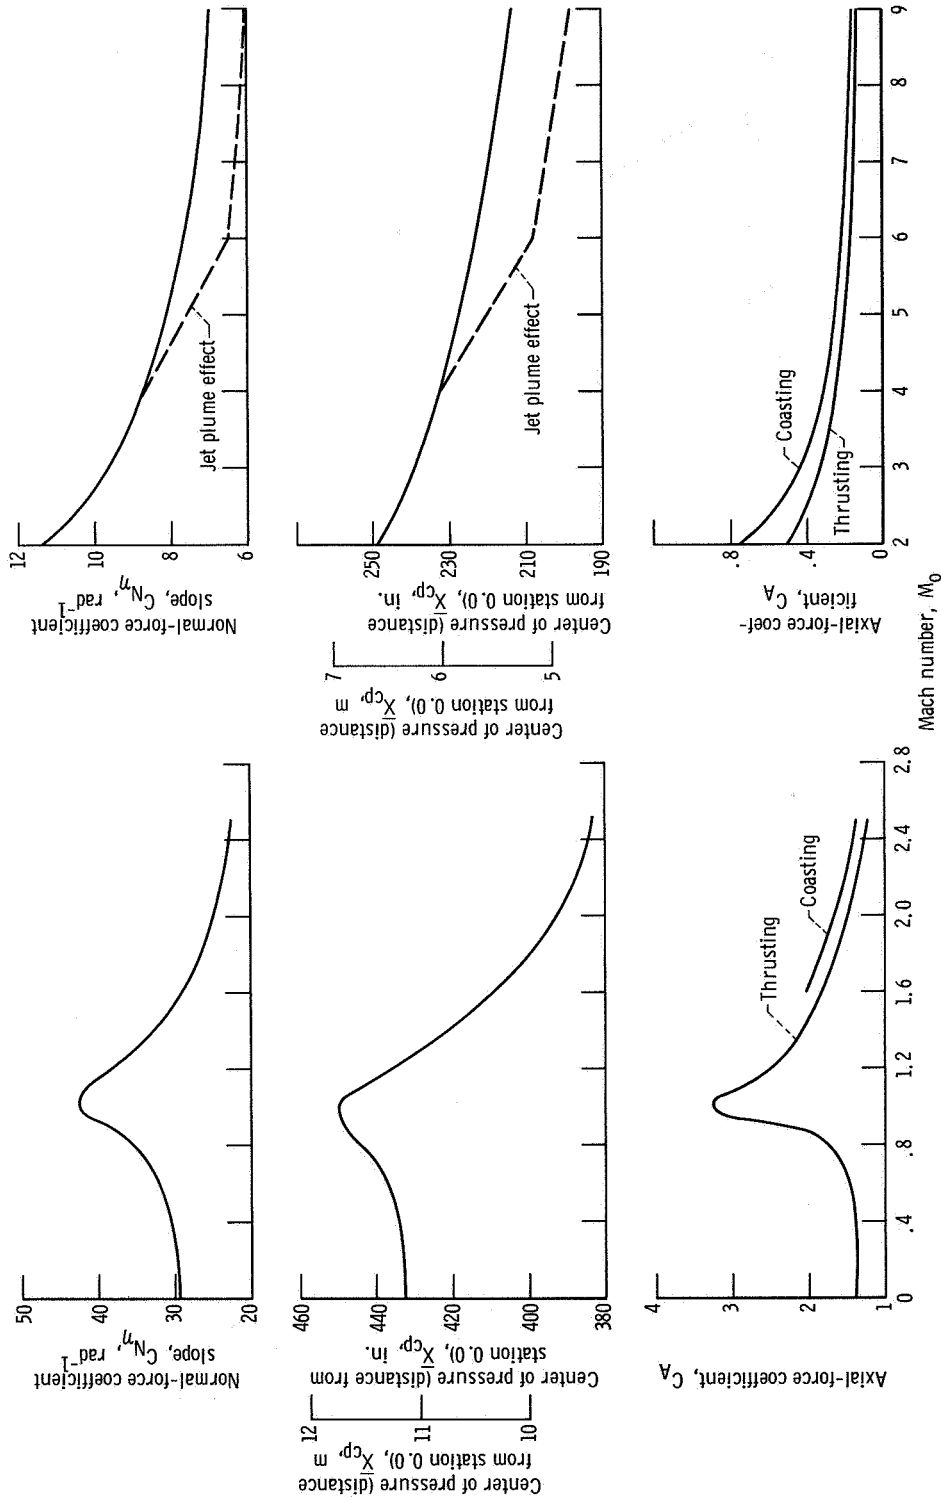 Normal-force coefficient
slope, CNη, rad-1
50
40
30
20
Center of pressure (distance
from station 0.0), X̅cp, m
12
11
10
Center of pressure (distance from
station 0.0), X̅cp, in.
460
440
420
400
380
Axial-force coefficient, CA
4
3
2
1
Thrusting
Coasting
0
.4
.8
1.2
1.6
2.0
2.4
2.8
Normal-force coefficient
slope, CNη, rad-1
12
10
8
6
Jet plume effect
Center of pressure (distance
from station 0.0), X̅cp, m
7
6
5
Center of pressure (distance
from station 0.0), X̅cp, in.
250
230
210
190
Jet plume effect
Axial-force coef-
ficient, CA
.8
.4
0
Coasting
Thrusting
2
3
4
5
6
7
8
9
Mach number, M0